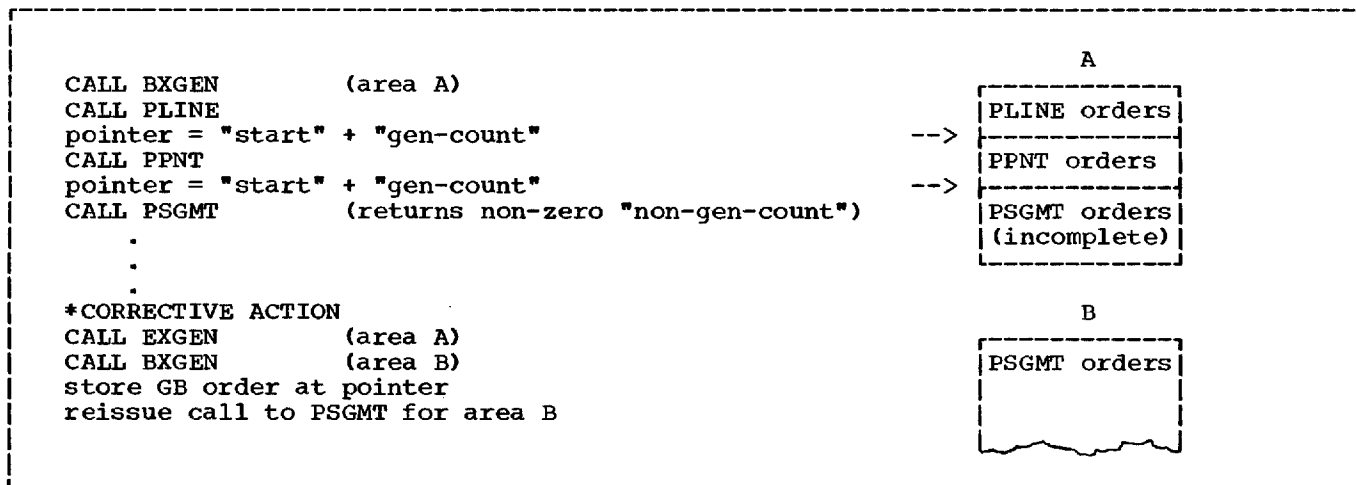 A
CALL BXGEN (area A)
CALL PLINE PLINE orders
pointer = "start" + "gen-count" -->
CALL PPNT PPNT orders
pointer = "start" + "gen-count" -->
CALL PSGMT (returns non-zero "non-gen-count") PSGMT orders
(incomplete)
.
.
.
*CORRECTIVE ACTION B
CALL EXGEN (area A)
CALL BXGEN (area B) PSGMT orders
store GB order at pointer
reissue call to PSGMT for area B